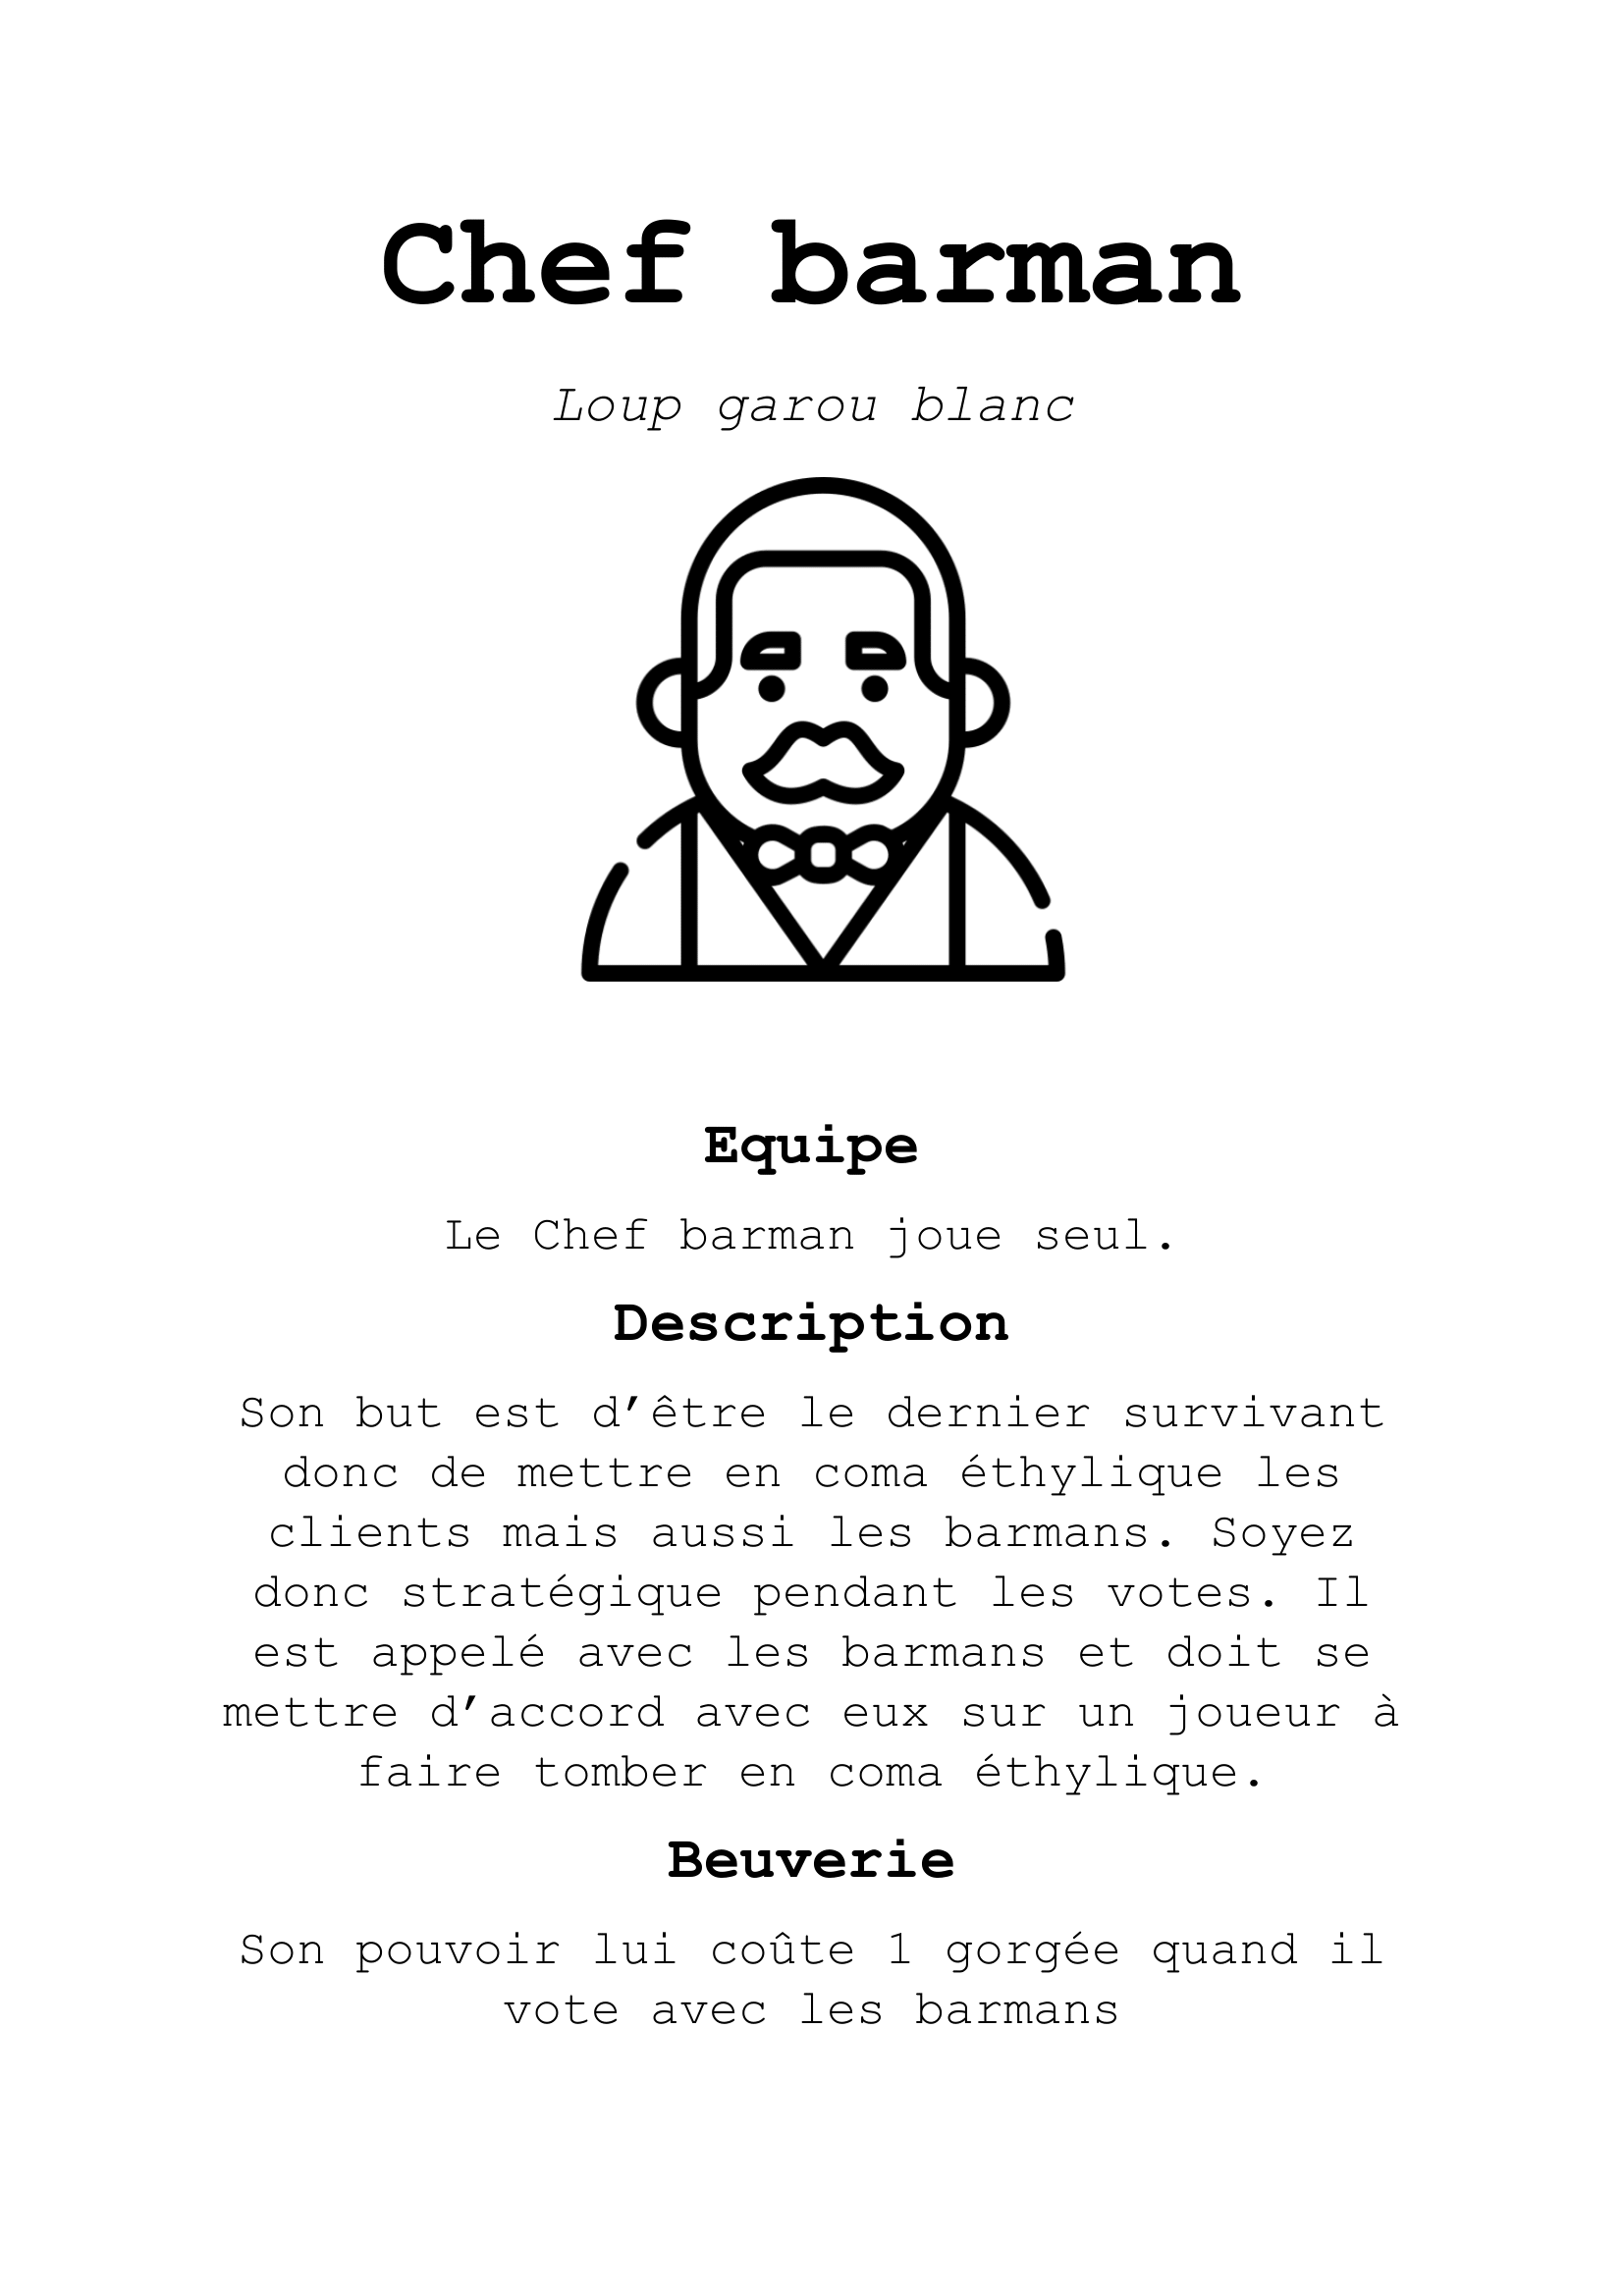 Chef barman
Loup garou blanc
Equipe
Le Chef barman joue seul.
Description
Son but est d’être le dernier survivant
donc de mettre en coma éthylique les
clients mais aussi les barmans. Soyez
donc stratégique pendant les votes. Il
est appelé avec les barmans et doit se
mettre d’accord avec eux sur un joueur à
faire tomber en coma éthylique.
Beuverie
Son pouvoir lui coûte 1 gorgée quand il
vote avec les barmans